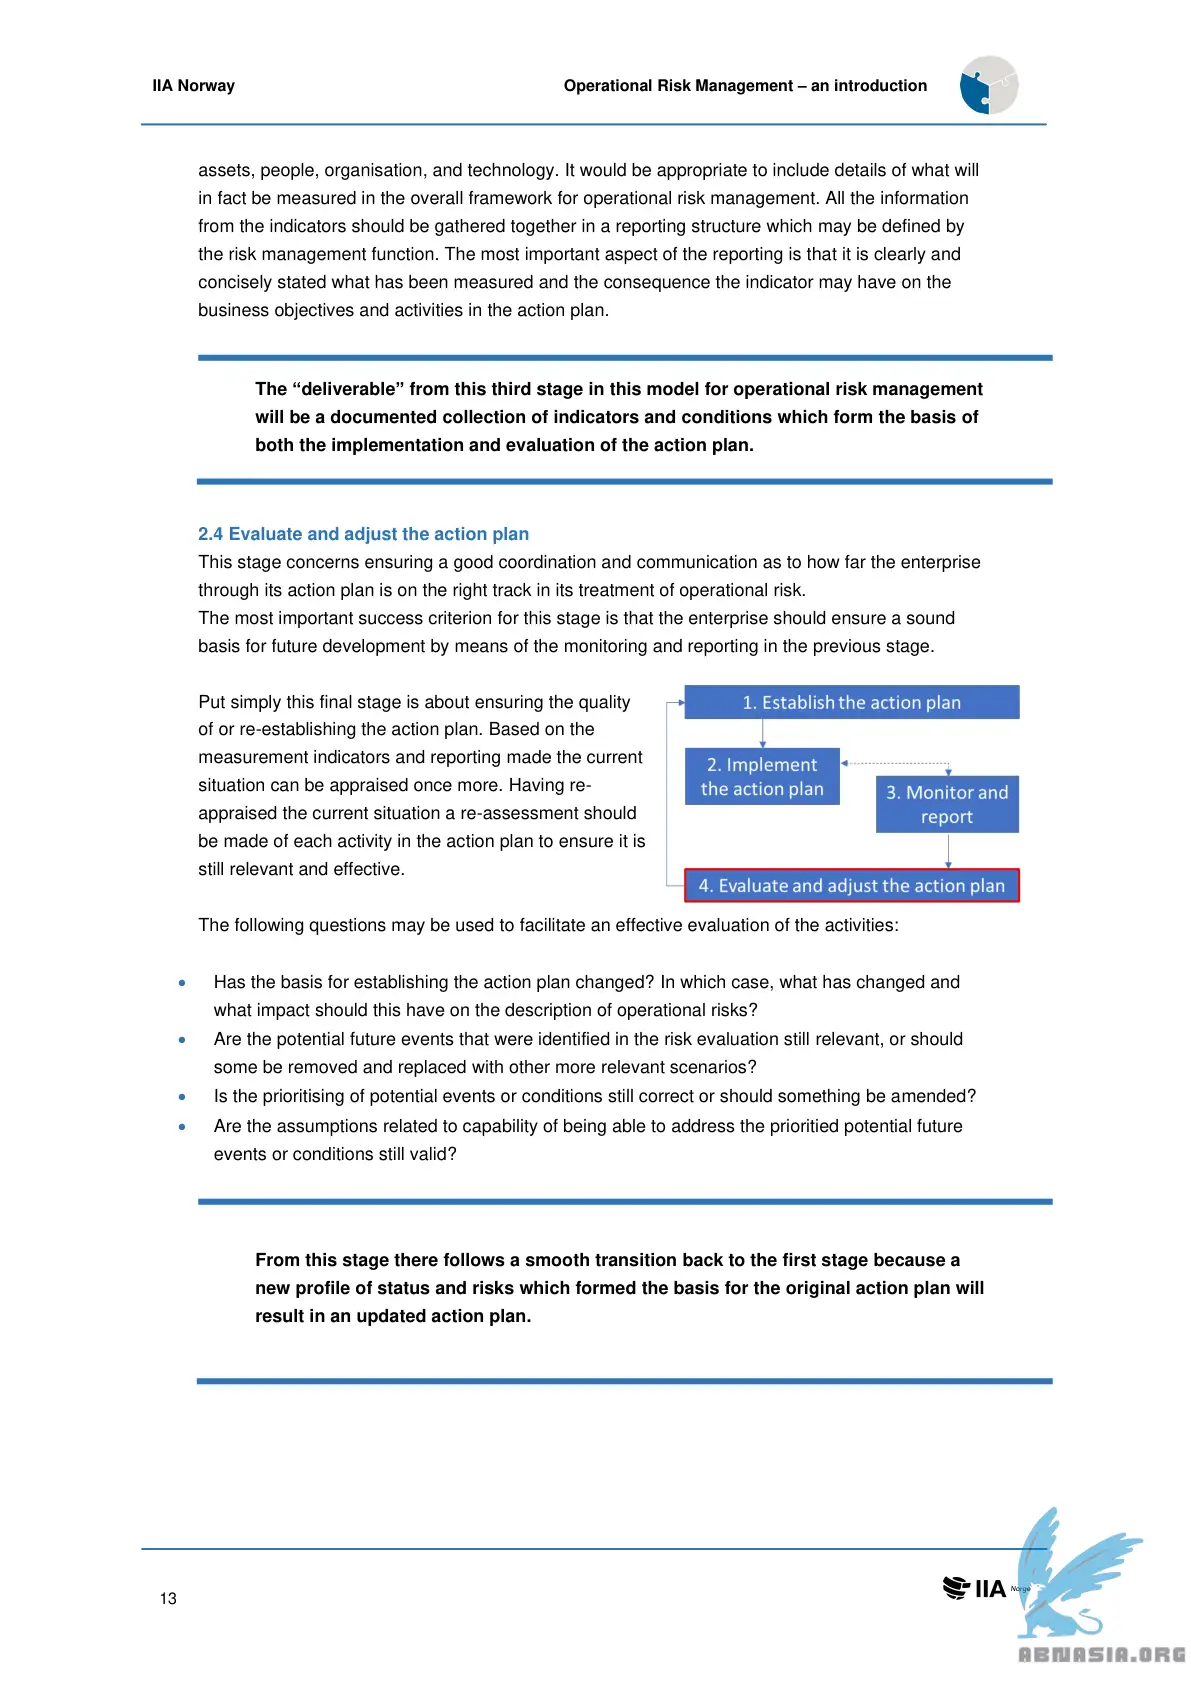 IIA Norway
Operational Risk Management – an introduction
assets, people, organisation, and technology. It would be appropriate to include details of what will
in fact be measured in the overall framework for operational risk management. All the information
from the indicators should be gathered together in a reporting structure which may be defined by
the risk management function. The most important aspect of the reporting is that it is clearly and
concisely stated what has been measured and the consequence the indicator may have on the
business objectives and activities in the action plan.
The “deliverable” from this third stage in this model for operational risk management
will be a documented collection of indicators and conditions which form the basis of
both the implementation and evaluation of the action plan.
2.4 Evaluate and adjust the action plan
This stage concerns ensuring a good coordination and communication as to how far the enterprise
through its action plan is on the right track in its treatment of operational risk.
The most important success criterion for this stage is that the enterprise should ensure a sound
basis for future development by means of the monitoring and reporting in the previous stage.
Put simply this final stage is about ensuring the quality
of or re-establishing the action plan. Based on the
measurement indicators and reporting made the current
situation can be appraised once more. Having re-
appraised the current situation a re-assessment should
be made of each activity in the action plan to ensure it is
still relevant and effective.
1. Establish the action plan
2. Implement
the action plan
3. Monitor and
report
4. Evaluate and adjust the action plan
The following questions may be used to facilitate an effective evaluation of the activities:
• Has the basis for establishing the action plan changed? In which case, what has changed and
what impact should this have on the description of operational risks?
• Are the potential future events that were identified in the risk evaluation still relevant, or should
some be removed and replaced with other more relevant scenarios?
• Is the prioritising of potential events or conditions still correct or should something be amended?
• Are the assumptions related to capability of being able to address the prioritied potential future
events or conditions still valid?
From this stage there follows a smooth transition back to the first stage because a
new profile of status and risks which formed the basis for the original action plan will
result in an updated action plan.
13
IIA Norge
ABNASIA.ORG